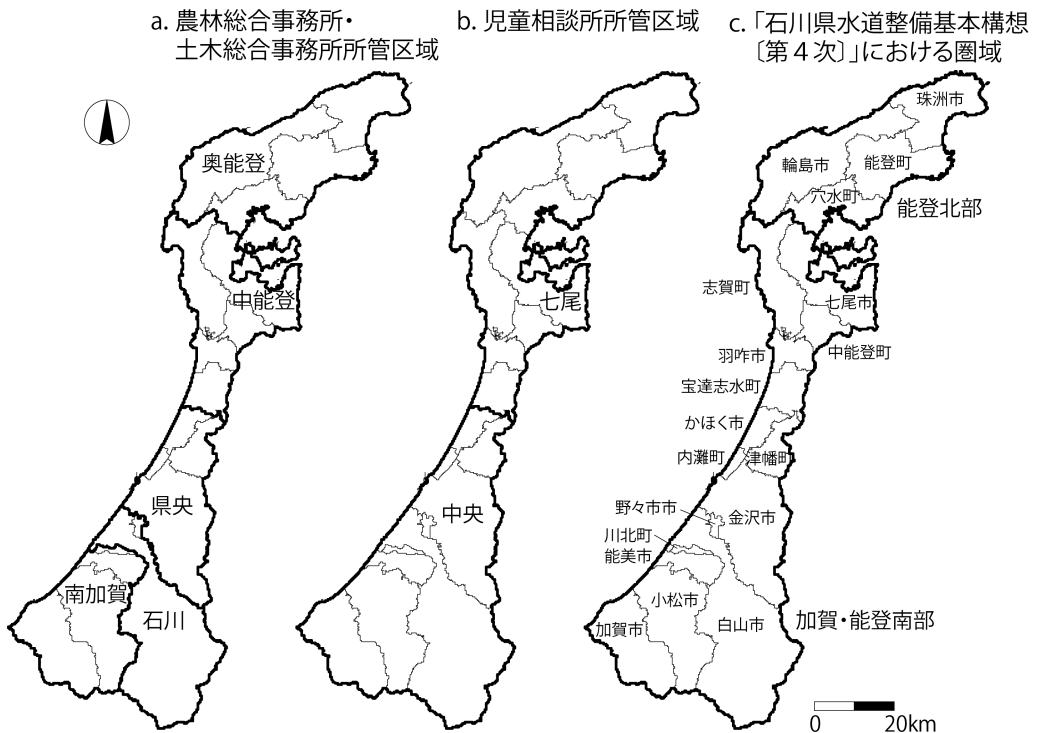 a. 農林総合事務所・
土木総合事務所所管区域
b. 児童相談所所管区域
c.「石川県水道整備基本構想
〔第４次〕」における圏域
奥能登
中能登
県央
南加賀
石川
七尾
中央
珠洲市
輪島市
能登町
穴水町
能登北部
志賀町
七尾市
羽咋市
中能登町
宝達志水町
かほく市
内灘町
津幡町
野々市市
金沢市
川北町
能美市
小松市
加賀市
白山市
加賀・能登南部
0 20km